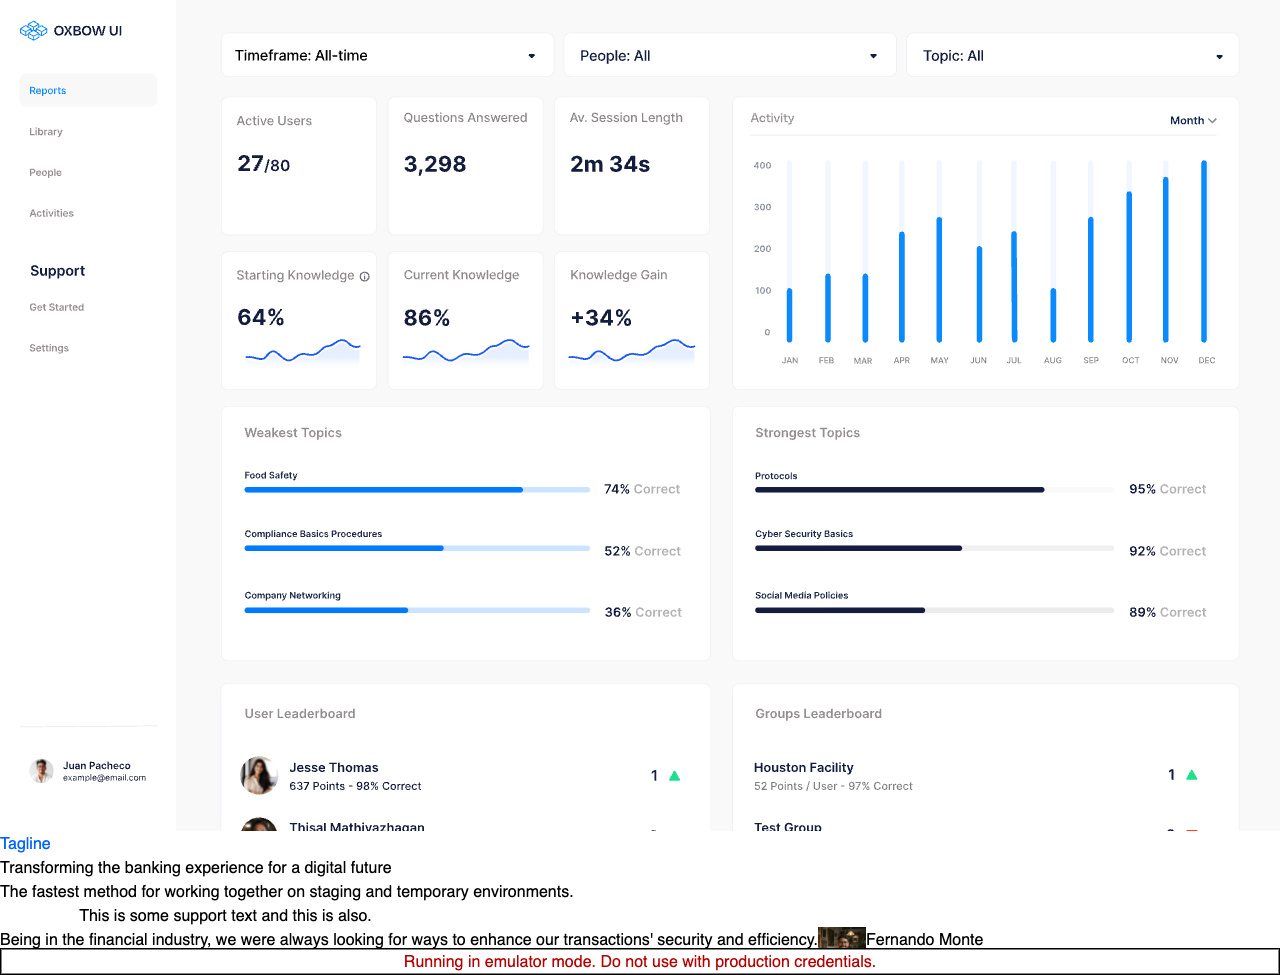 OXBOW UI
Reports
Library
People
Activities
Support
Get Started
Settings
Juan Pacheco
example@email.com
Timeframe: All-time
People: All
Topic: All
Active Users
27/80
Questions Answered
3,298
Av. Session Length
2m 34s
Starting Knowledge
64%
Current Knowledge
86%
Knowledge Gain
+34%
Activity
Month
400
300
200
100
0
JAN FEB MAR APR MAY JUN JUL AUG SEP OCT NOV DEC
Weakest Topics
Food Safety
74% Correct
Compliance Basics Procedures
52% Correct
Company Networking
36% Correct
Strongest Topics
Protocols
95% Correct
Cyber Security Basics
92% Correct
Social Media Policies
89% Correct
User Leaderboard
Jesse Thomas
637 Points - 98% Correct
1
Thisal Mathiyazhagan
Groups Leaderboard
Houston Facility
52 Points / User - 97% Correct
1
Test Group
Tagline
Transforming the banking experience for a digital future
The fastest method for working together on staging and temporary environments.
This is some support text and this is also.
Being in the financial industry, we were always looking for ways to enhance our transactions' security and efficiency. Fernando Monte
Running in emulator mode. Do not use with production credentials.